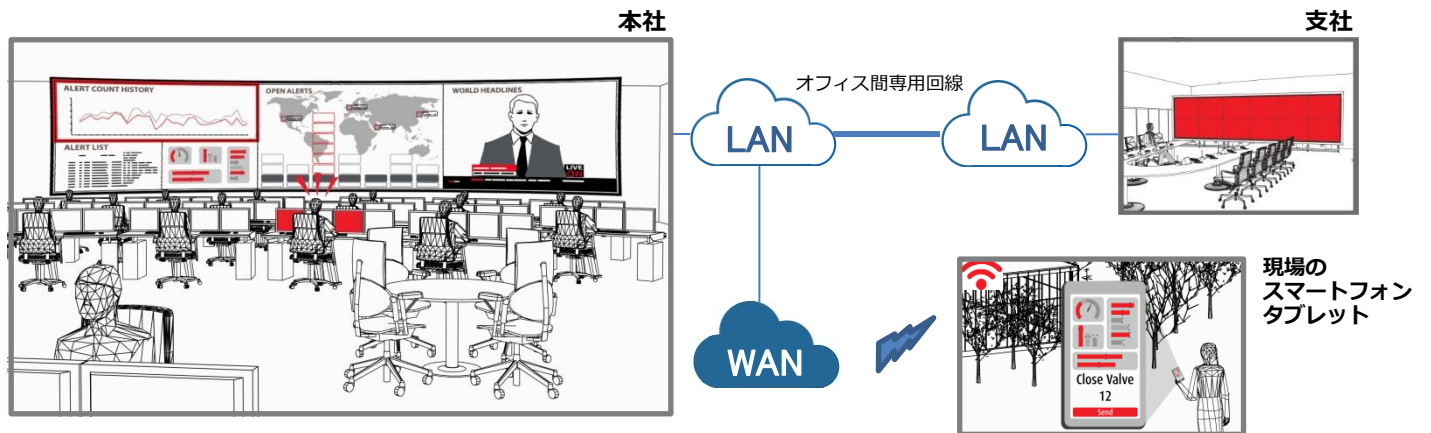 本社
支社
ALERT COUNT HISTORY
OPEN ALERTS
WORLD HEADLINES
ALERT LIST
LIVE
オフィス間専用回線
LAN
LAN
WAN
現場の
スマートフォン
タブレット
Close Valve
12
Send